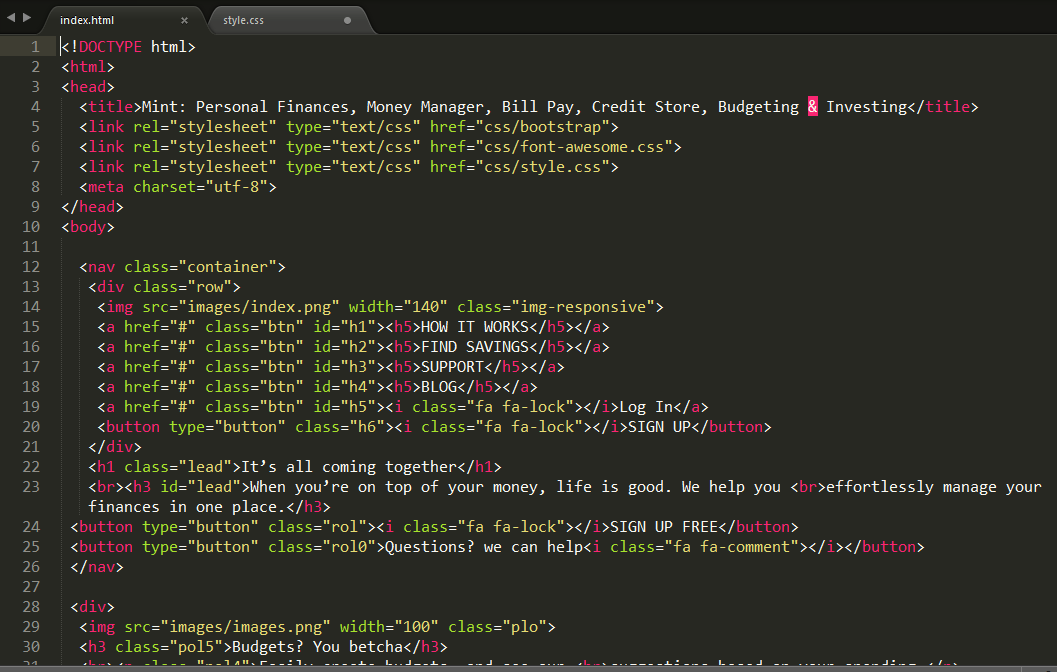 index.html × style.css
1 <!DOCTYPE html>
2 <html>
3 <head>
4 <title>Mint: Personal Finances, Money Manager, Bill Pay, Credit Store, Budgeting & Investing</title>
5 <link rel="stylesheet" type="text/css" href="css/bootstrap">
6 <link rel="stylesheet" type="text/css" href="css/font-awesome.css">
7 <link rel="stylesheet" type="text/css" href="css/style.css">
8 <meta charset="utf-8">
9 </head>
10 <body>
11
12 <nav class="container">
13 <div class="row">
14 <img src="images/index.png" width="140" class="img-responsive">
15 <a href="#" class="btn" id="h1"><h5>HOW IT WORKS</h5></a>
16 <a href="#" class="btn" id="h2"><h5>FIND SAVINGS</h5></a>
17 <a href="#" class="btn" id="h3"><h5>SUPPORT</h5></a>
18 <a href="#" class="btn" id="h4"><h5>BLOG</h5></a>
19 <a href="#" class="btn" id="h5"><i class="fa fa-lock"></i>Log In</a>
20 <button type="button" class="h6"><i class="fa fa-lock"></i>SIGN UP</button>
21 </div>
22 <h1 class="lead">It’s all coming together</h1>
23 <br><h3 id="lead">When you’re on top of your money, life is good. We help you <br>effortlessly manage your
finances in one place.</h3>
24 <button type="button" class="rol"><i class="fa fa-lock"></i>SIGN UP FREE</button>
25 <button type="button" class="rol0">Questions? we can help<i class="fa fa-comment"></i></button>
26 </nav>
27
28 <div>
29 <img src="images/images.png" width="100" class="plo">
30 <h3 class="pol5">Budgets? You betcha</h3>